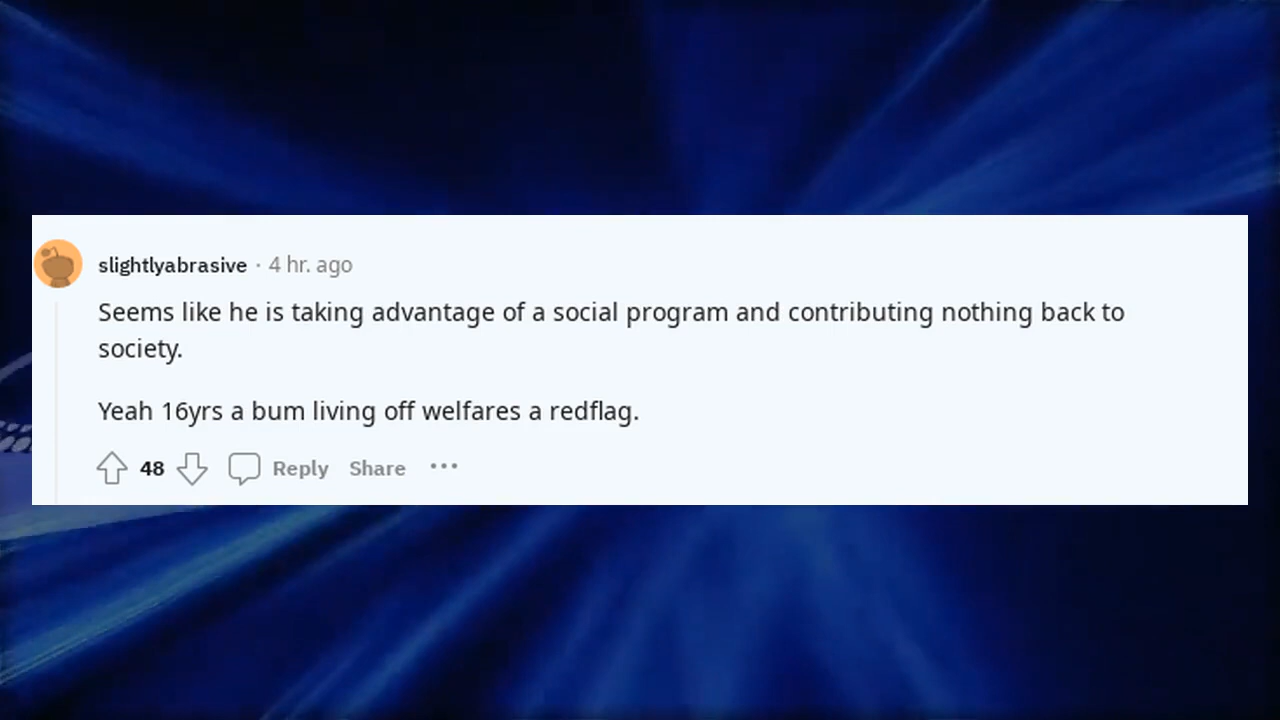 slightlyabrasive · 4 hr. ago
Seems like he is taking advantage of a social program and contributing nothing back to
society.
Yeah 16yrs a bum living off welfares a redflag.
48 Reply Share ...